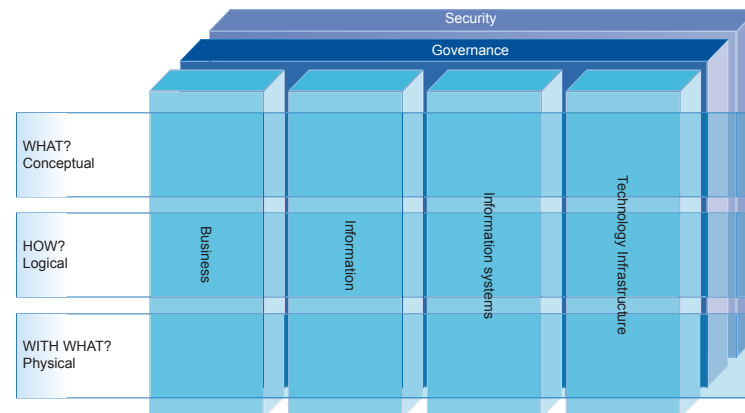 Security
Governance
WHAT?
Conceptual
HOW?
Logical
WITH WHAT?
Physical
Business
Information
Information systems
Technology Infrastructure